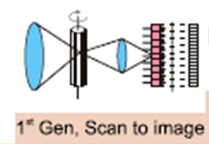 1st Gen, Scan to image